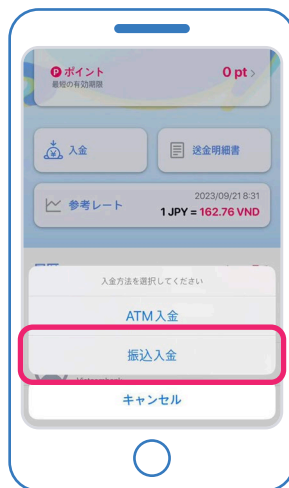 P ポイント
0 pt >
最短の有効期限
入金
送金明細書
参考レート
2023/09/21 8:31
1 JPY = 162.76 VND
入金方法を選択してください
ATM入金
振込入金
キャンセル